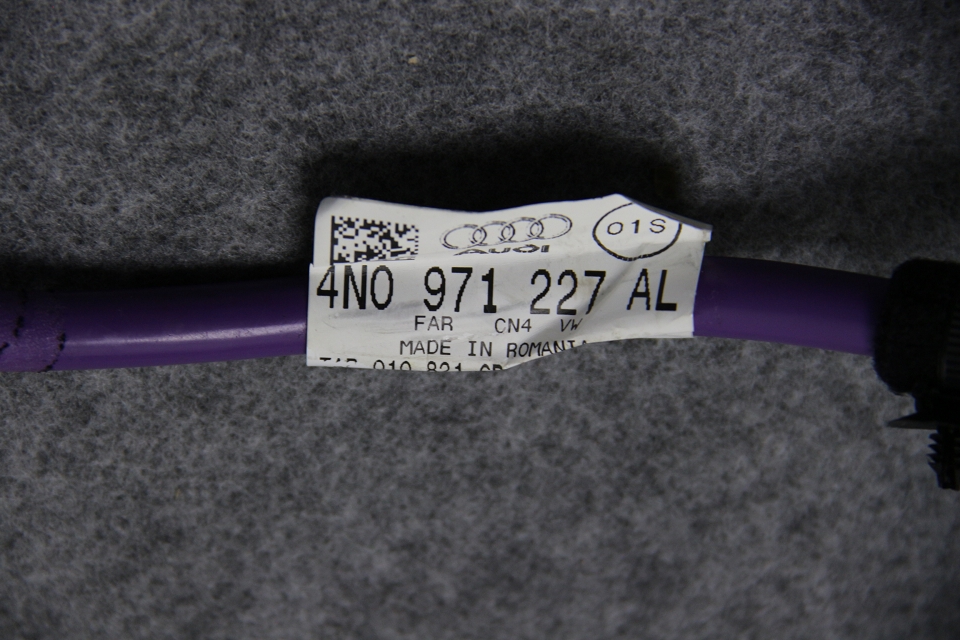 AUDI
01S
4N0 971 227 AL
FAR CN4 VW
MADE IN ROMANIA